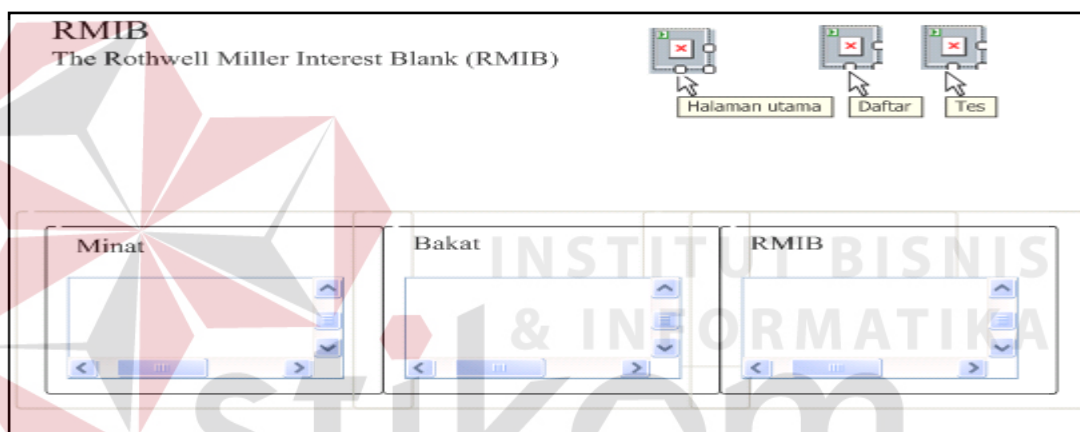 RMIB
The Rothwell Miller Interest Blank (RMIB)
Halaman utama
Daftar
Tes
Minat
Bakat
RMIB
INSTITUT BISNIS
& INFORMATIKA
stikom